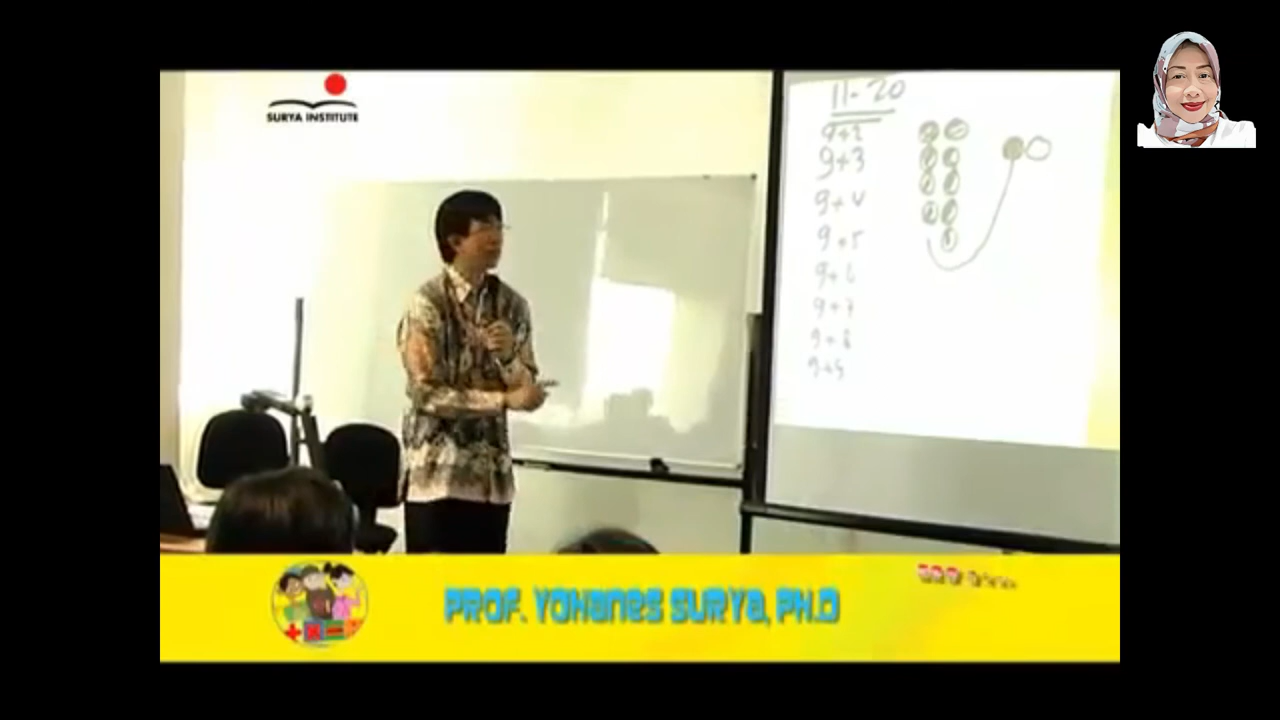 SURYA INSTITUTE
11 - 20
9+2
9+3
9+4
9+5
9+6
9+7
9+8
9+9
PROF. YOHANES SURYA, PH.D